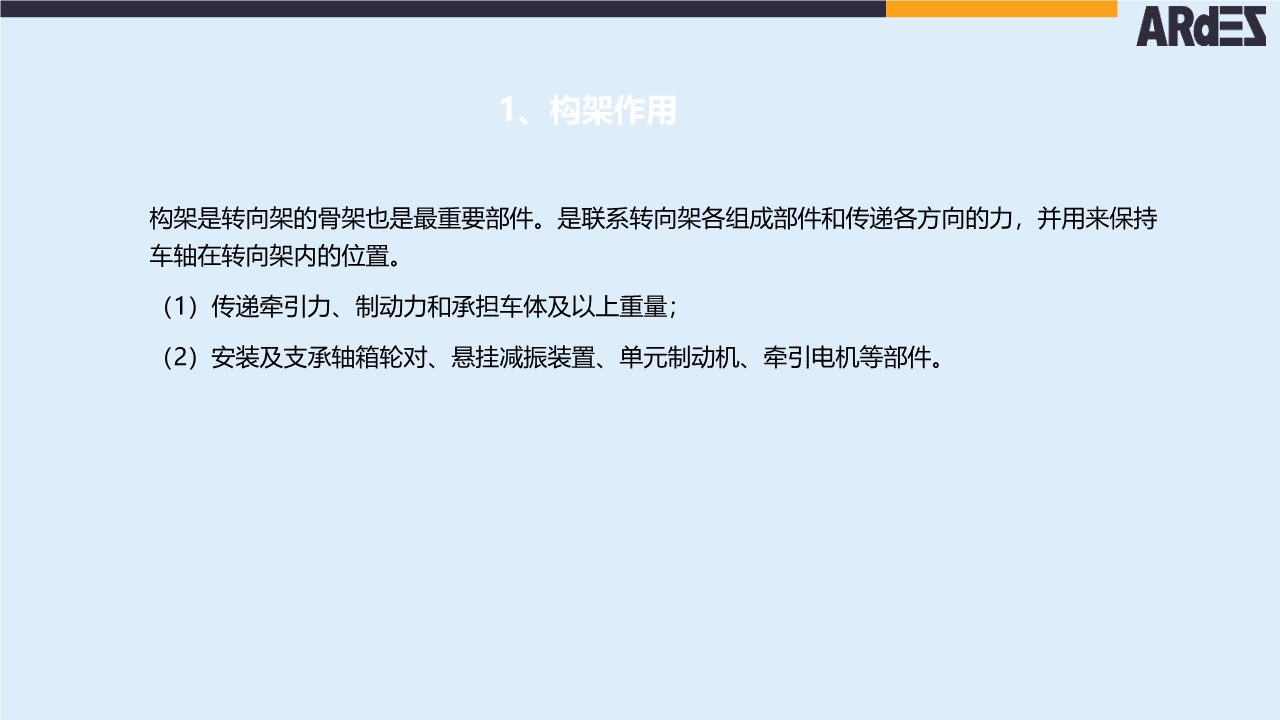 ARdES
1、构架作用
构架是转向架的骨架也是最重要部件。是联系转向架各组成部件和传递各方向的力，并用来保持
车轴在转向架内的位置。
（1）传递牵引力、制动力和承担车体及以上重量；
（2）安装及支承轴箱轮对、悬挂减振装置、单元制动机、牵引电机等部件。